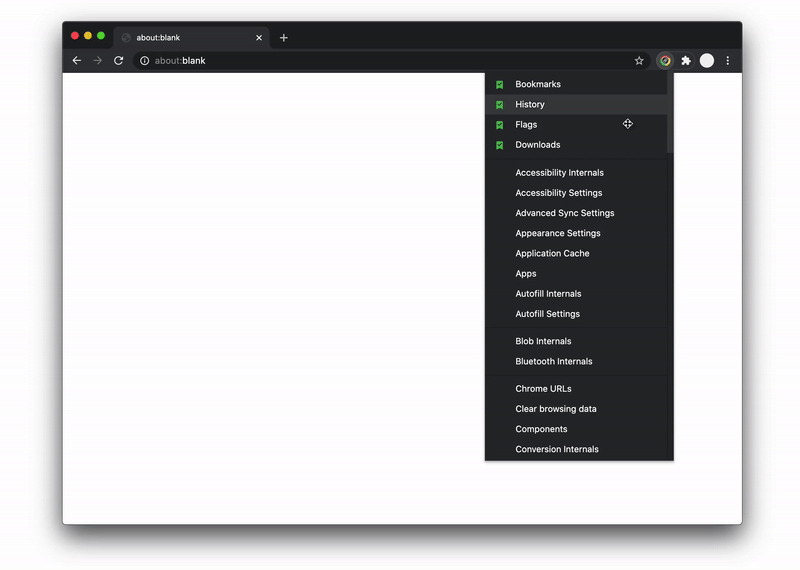 about:blank
about:blank
Bookmarks
History
Flags
Downloads
Accessibility Internals
Accessibility Settings
Advanced Sync Settings
Appearance Settings
Application Cache
Apps
Autofill Internals
Autofill Settings
Blob Internals
Bluetooth Internals
Chrome URLs
Clear browsing data
Components
Conversion Internals